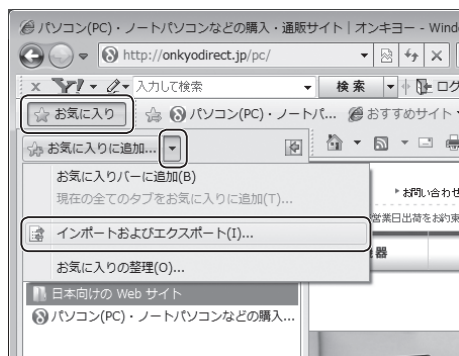 パソコン(PC)・ノートパソコンなどの購入・通販サイト | オンキヨー - Wind
http://onkyodirect.jp/pc/
Y! 入力して検索 検索 ログ
お気に入り パソコン(PC)・ノートパ... おすすめサイト
お気に入りに追加...
お気に入りバーに追加(B)
現在の全てのタブをお気に入りに追加(T)...
お問い合わせ
営業日出荷をお約束
インポートおよびエクスポート(I)...
器
お気に入りの整理(O)...
日本向けの Web サイト
パソコン(PC)・ノートパソコンなどの購入...